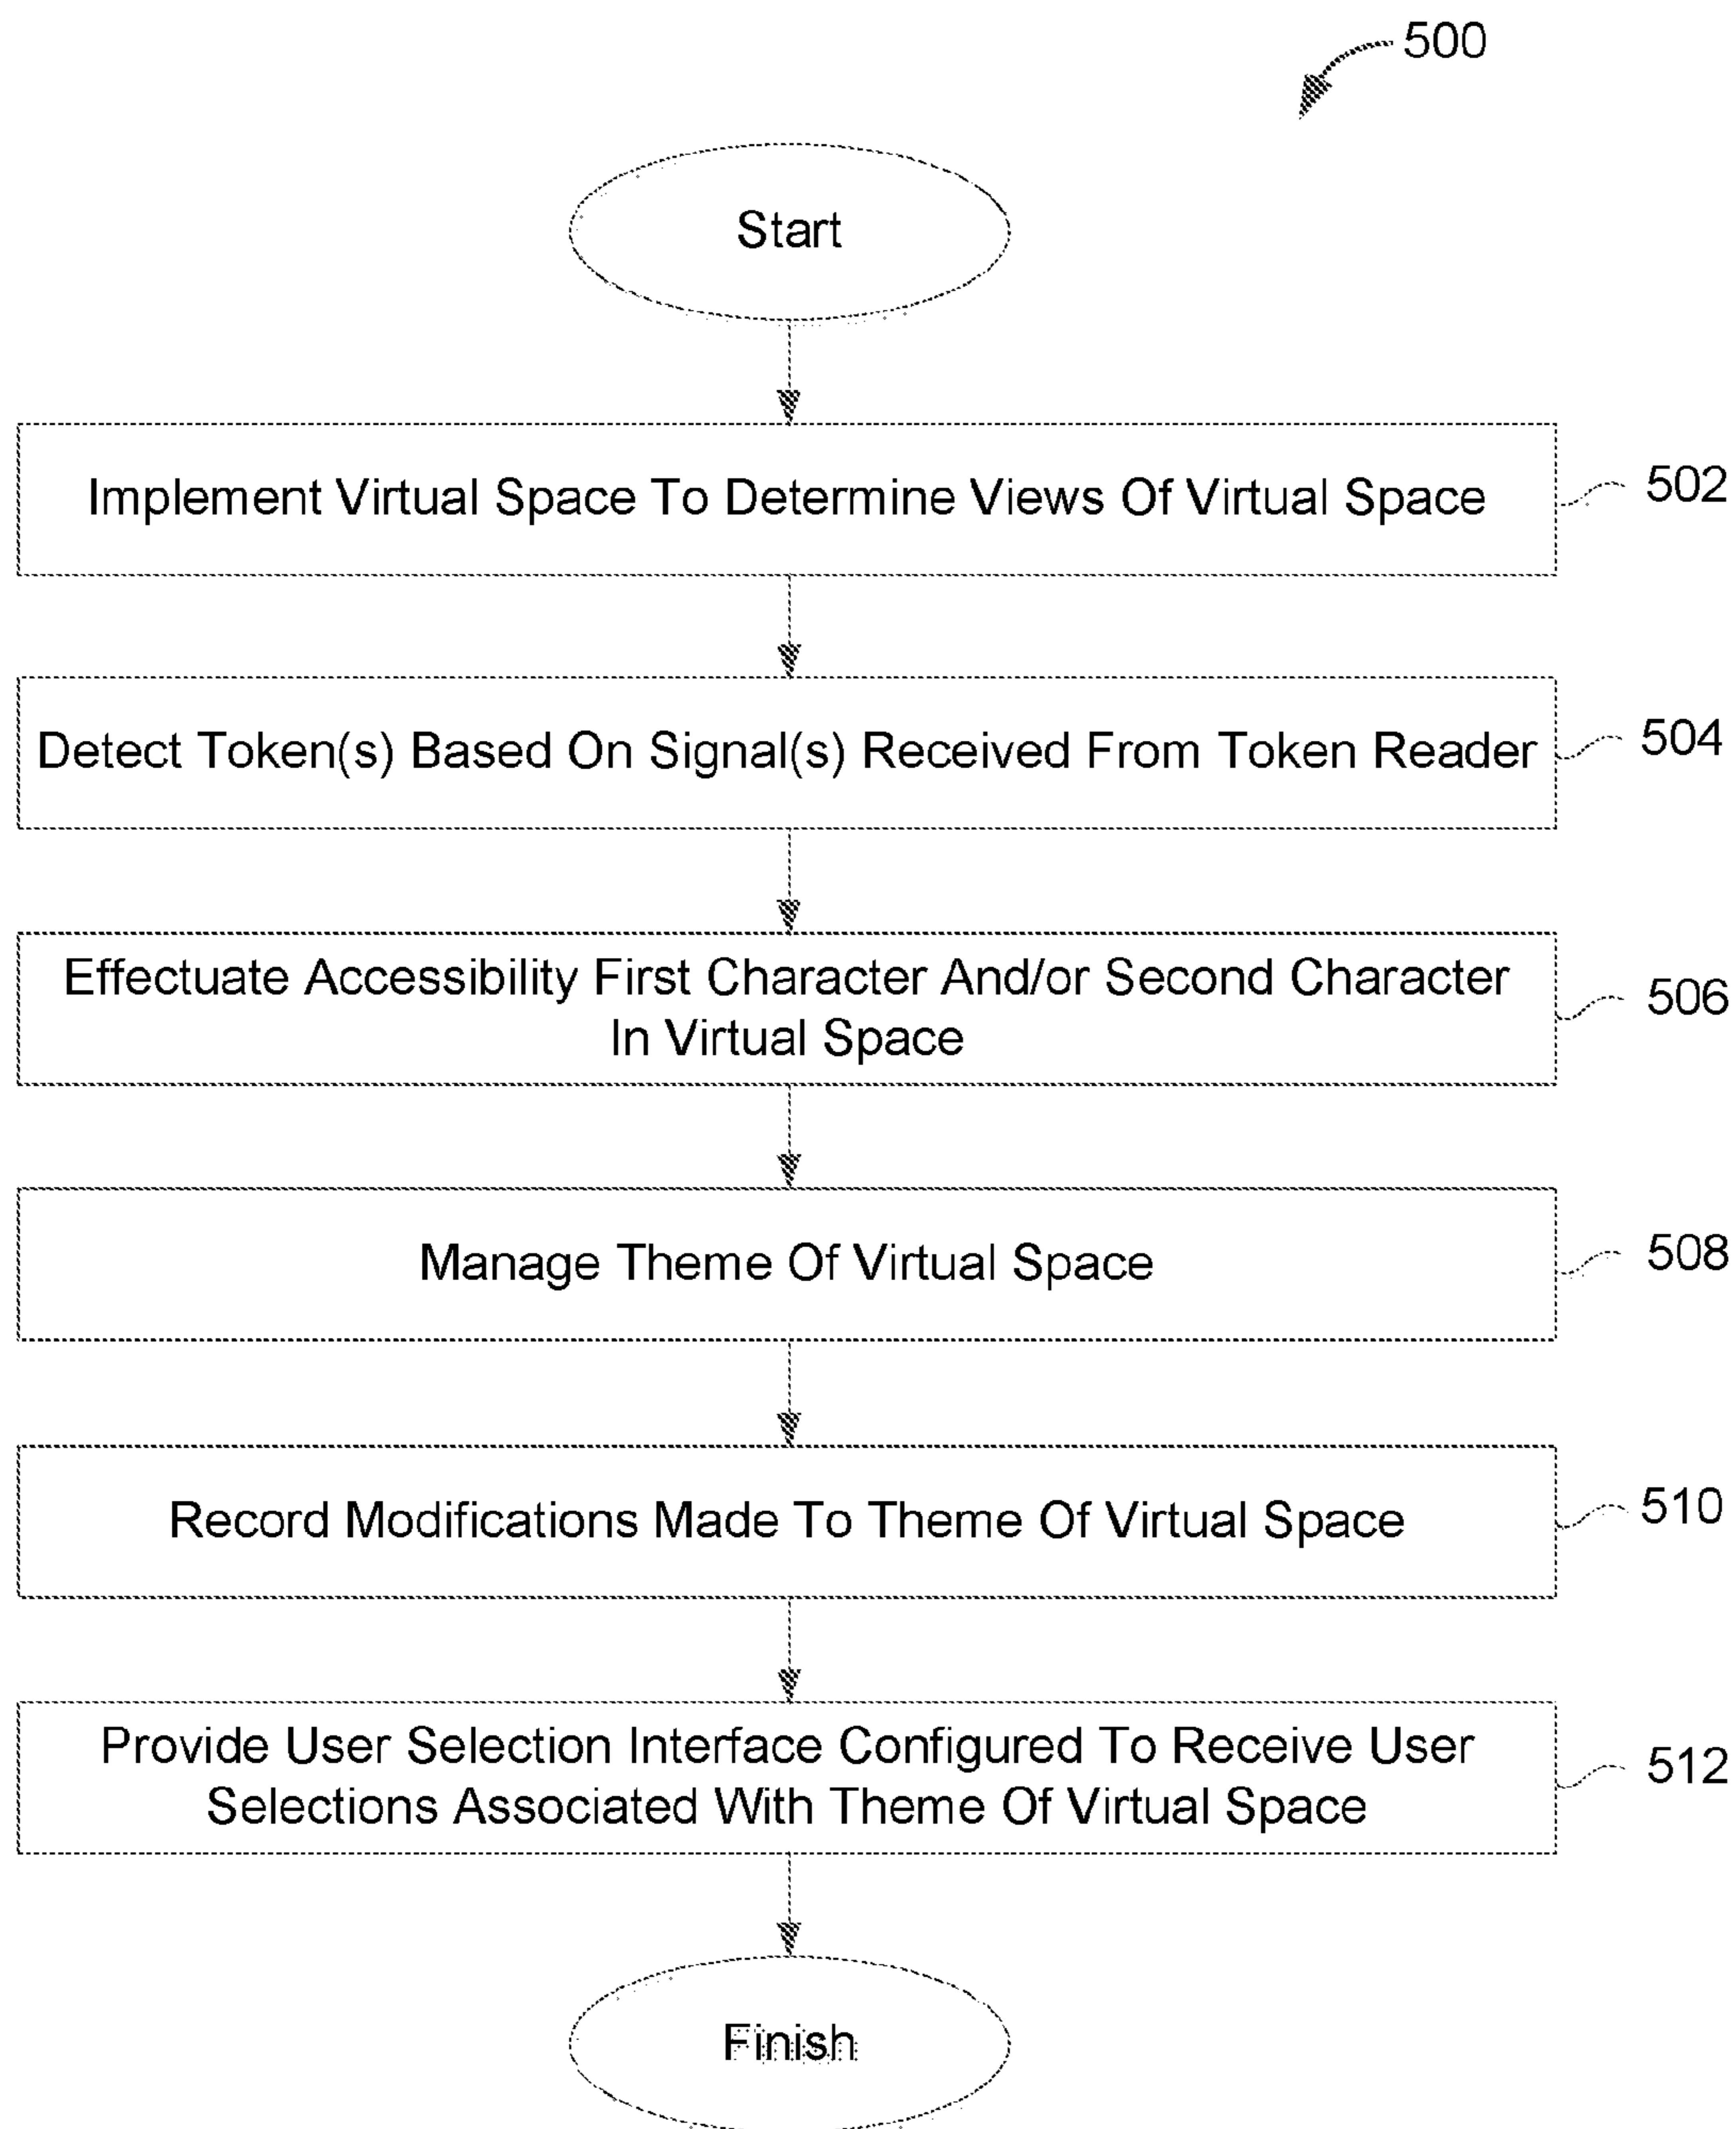 500
Start
Implement Virtual Space To Determine Views Of Virtual Space
502
Detect Token(s) Based On Signal(s) Received From Token Reader
504
Effectuate Accessibility First Character And/or Second Character
In Virtual Space
506
Manage Theme Of Virtual Space
508
Record Modifications Made To Theme Of Virtual Space
510
Provide User Selection Interface Configured To Receive User
Selections Associated With Theme Of Virtual Space
512
Finish